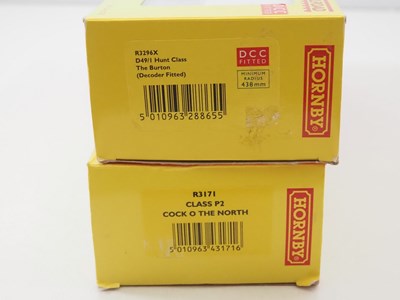 R3296X
D49/1 Hunt Class
The Burton
(Decoder Fitted)
5 010963 288655
DCC
FITTED
MINIMUM
RADIUS
438mm
HORNBY
R3171
CLASS P2
COCK O THE NORTH
5 010963 431716
HORNBY